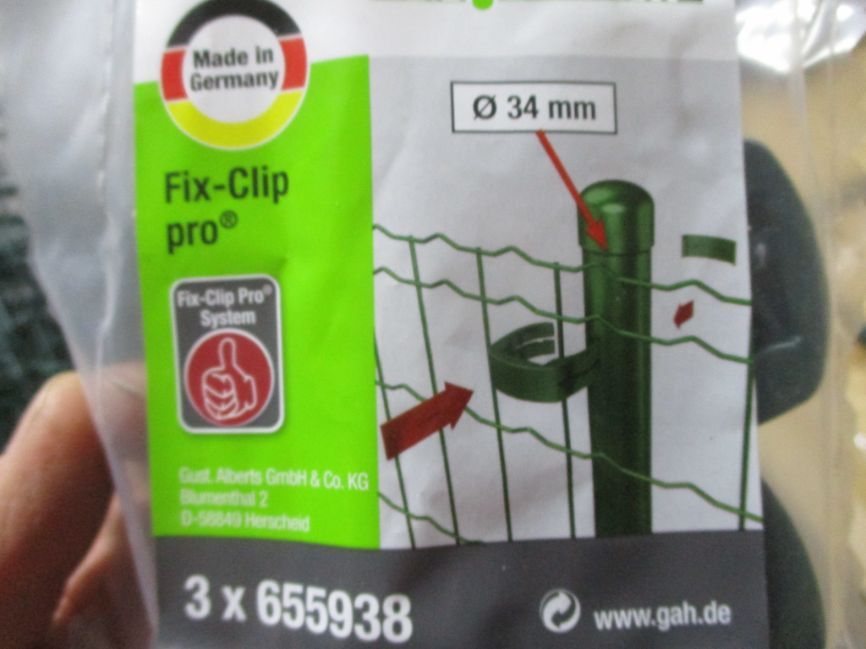 Made in
Germany
Ø 34 mm
Fix-Clip
pro®
Fix-Clip Pro®
System
Gust. Alberts GmbH & Co. KG
Blumenthal 2
D-58849 Herscheid
3 x 655938
www.gah.de